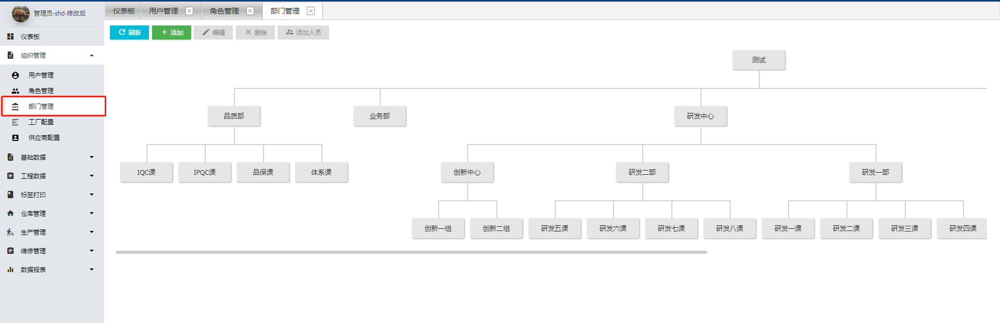 管理员-shd-修改后
仪表板
组织管理
用户管理
角色管理
部门管理
工厂配置
供应商配置
基础数据
工程数据
标签打印
仓库管理
生产管理
维修管理
数据报表
仪表板 用户管理 角色管理 部门管理
刷新 添加 编辑 删除 添加人员
测试
品质部 业务部 研发中心
IQC课 IPQC课 品保课 体系课 创新中心 研发二部 研发一部
创新一组 创新二组 研发五课 研发六课 研发七课 研发八课 研发一课 研发二课 研发三课 研发四课